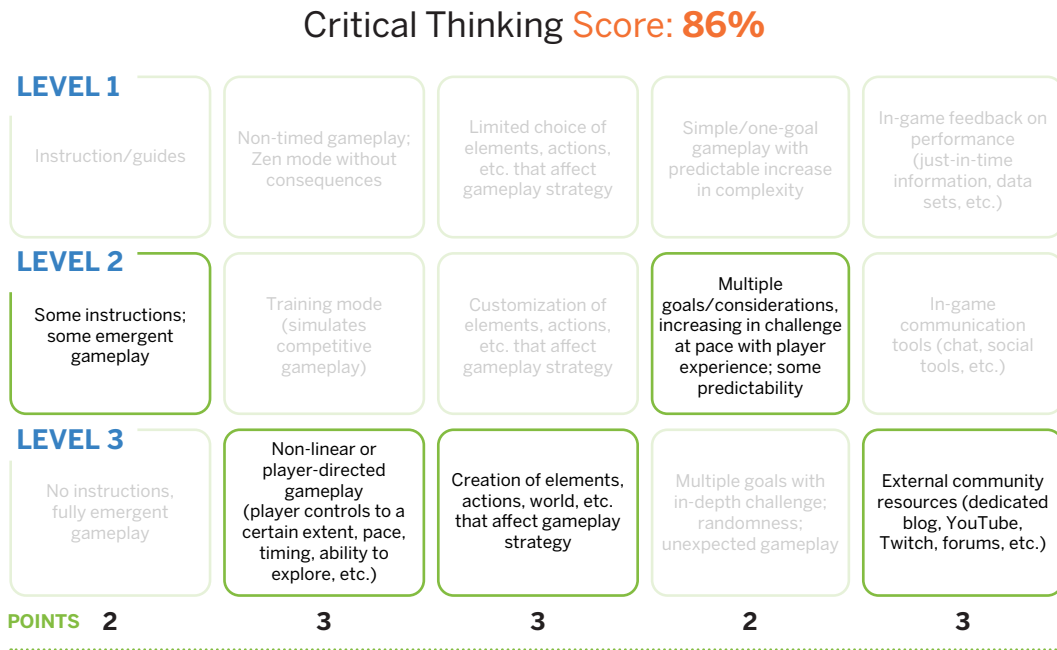 Critical Thinking Score: 86%
LEVEL 1
Instruction/guides
Non-timed gameplay;
Zen mode without
consequences
Limited choice of
elements, actions,
etc. that affect
gameplay strategy
Simple/one-goal
gameplay with
predictable increase
in complexity
In-game feedback on
performance
(just-in-time
information, data
sets, etc.)
LEVEL 2
Some instructions;
some emergent
gameplay
Training mode
(simulates
competitive
gameplay)
Customization of
elements, actions,
etc. that affect
gameplay strategy
Multiple
goals/considerations,
increasing in challenge
at pace with player
experience; some
predictability
In-game
communication
tools (chat, social
tools, etc.)
LEVEL 3
No instructions,
fully emergent
gameplay
Non-linear or
player-directed
gameplay
(player controls to a
certain extent, pace,
timing, ability to
explore, etc.)
Creation of elements,
actions, world, etc.
that affect gameplay
strategy
Multiple goals with
in-depth challenge;
randomness;
unexpected gameplay
External community
resources (dedicated
blog, YouTube,
Twitch, forums, etc.)
POINTS 2 3 3 2 3